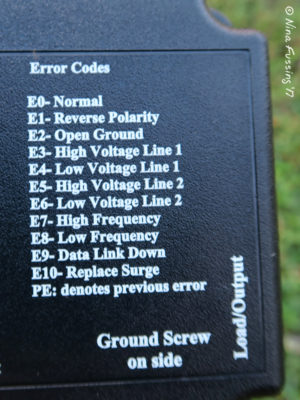 © Nina Fussing '17
Error Codes
E0- Normal
E1- Reverse Polarity
E2- Open Ground
E3- High Voltage Line 1
E4- Low Voltage Line 1
E5- High Voltage Line 2
E6- Low Voltage Line 2
E7- High Frequency
E8- Low Frequency
E9- Data Link Down
E10- Replace Surge
PE: denotes previous error
Ground Screw
on side
Load/Output